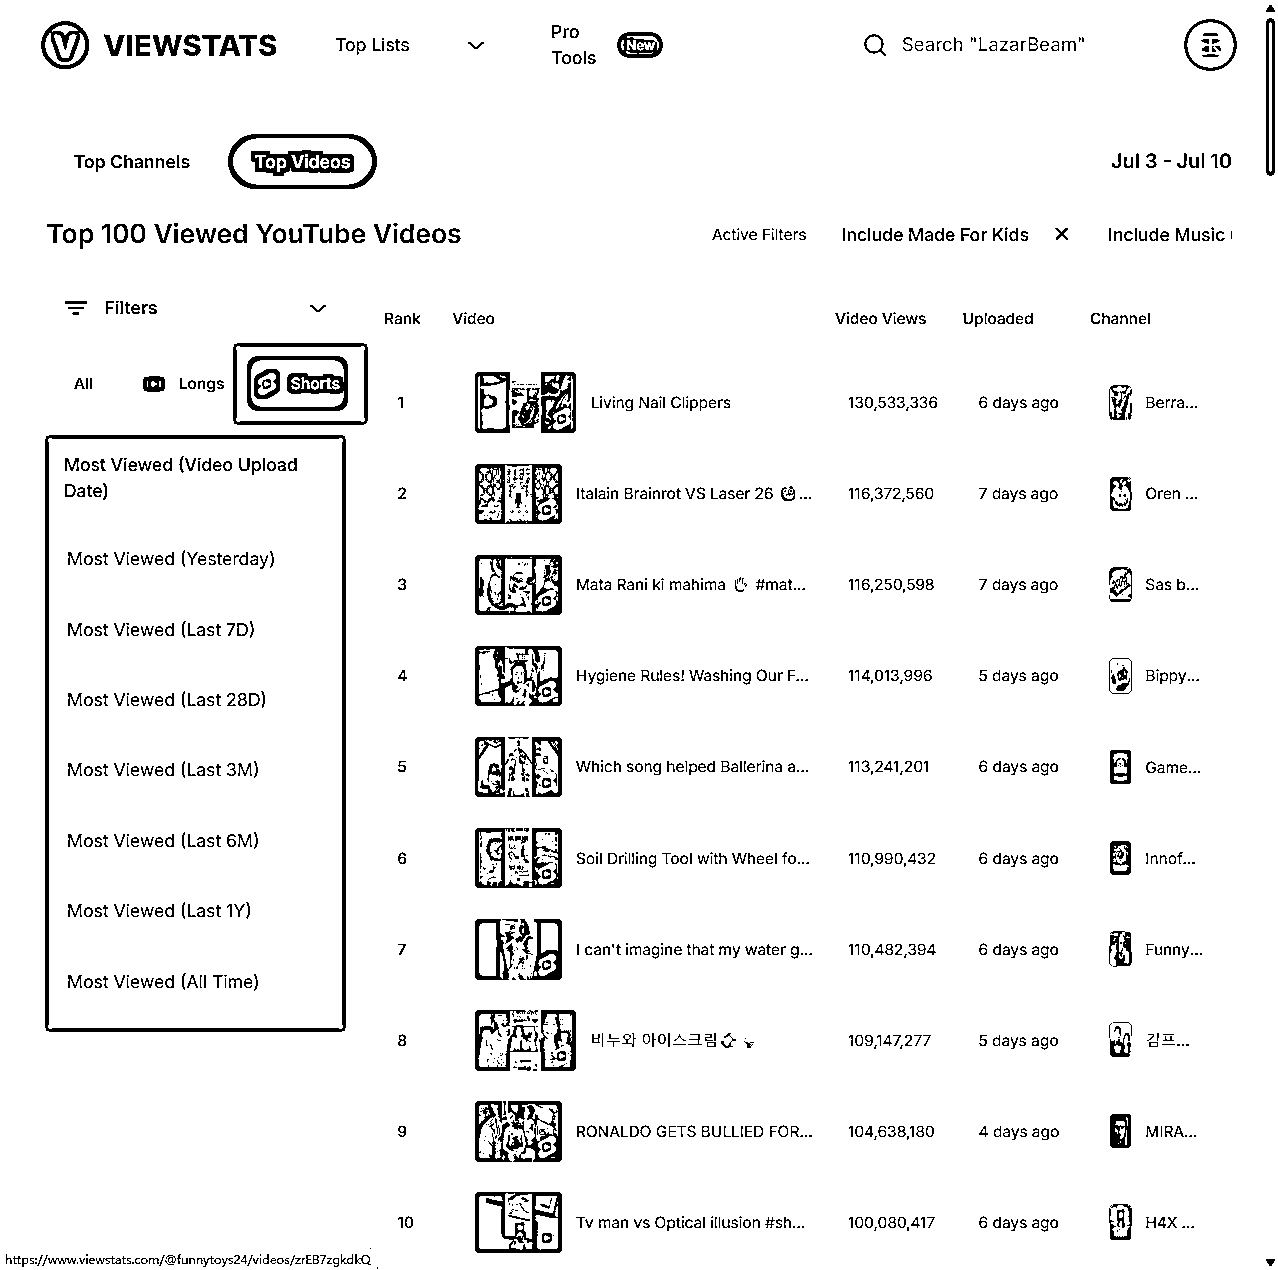 VIEWSTATS
Top Lists
Pro Tools
New
Search "LazarBeam"
Top Channels
Top Videos
Jul 3 - Jul 10
Top 100 Viewed YouTube Videos
Active Filters
Include Made For Kids
Include Music
Filters
All
Longs
Shorts
Most Viewed (Video Upload
Date)
Most Viewed (Yesterday)
Most Viewed (Last 7D)
Most Viewed (Last 28D)
Most Viewed (Last 3M)
Most Viewed (Last 6M)
Most Viewed (Last 1Y)
Most Viewed (All Time)
Rank Video Video Views Uploaded Channel
1 Living Nail Clippers 130,533,336 6 days ago Berra...
2 Italain Brainrot VS Laser 26 ... 116,372,560 7 days ago Oren ...
3 Mata Rani ki mahima #mat... 116,250,598 7 days ago Sas b...
4 Hygiene Rules! Washing Our F... 114,013,996 5 days ago Bippy...
5 Which song helped Ballerina a... 113,241,201 6 days ago Game...
6 Soil Drilling Tool with Wheel fo... 110,990,432 6 days ago Innof...
7 I can't imagine that my water g... 110,482,394 6 days ago Funny...
8 비누와 아이스크림 109,147,277 5 days ago 감프...
9 RONALDO GETS BULLIED FOR... 104,638,180 4 days ago MIRA...
10 Tv man vs Optical illusion #sh... 100,080,417 6 days ago H4X ...
https://www.viewstats.com/@funnytoys24/videos/zrEB7zgkdkQ